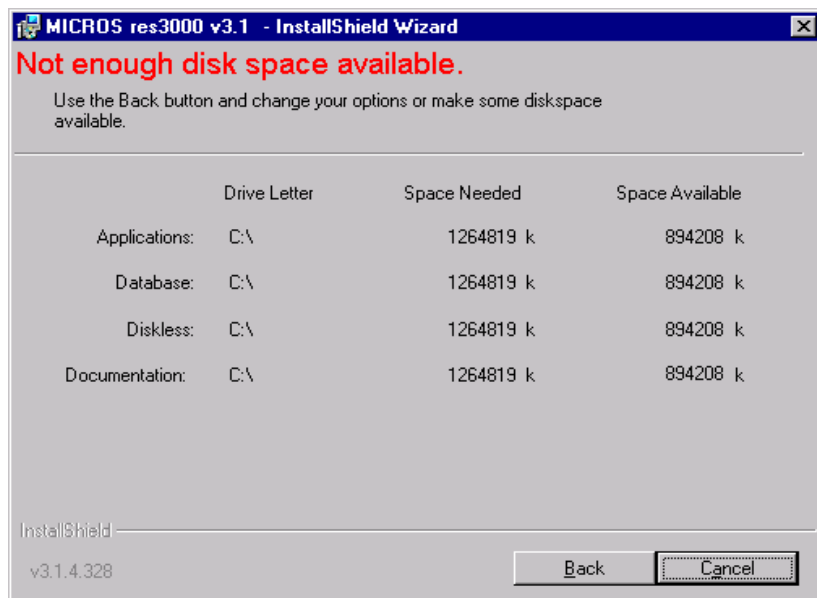 MICROS res3000 v3.1 - InstallShield Wizard
Not enough disk space available.
Use the Back button and change your options or make some diskspace
available.
Drive Letter Space Needed Space Available
Applications: C:\ 1264819 k 894208 k
Database: C:\ 1264819 k 894208 k
Diskless: C:\ 1264819 k 894208 k
Documentation: C:\ 1264819 k 894208 k
InstallShield
v3.1.4.328
Back Cancel